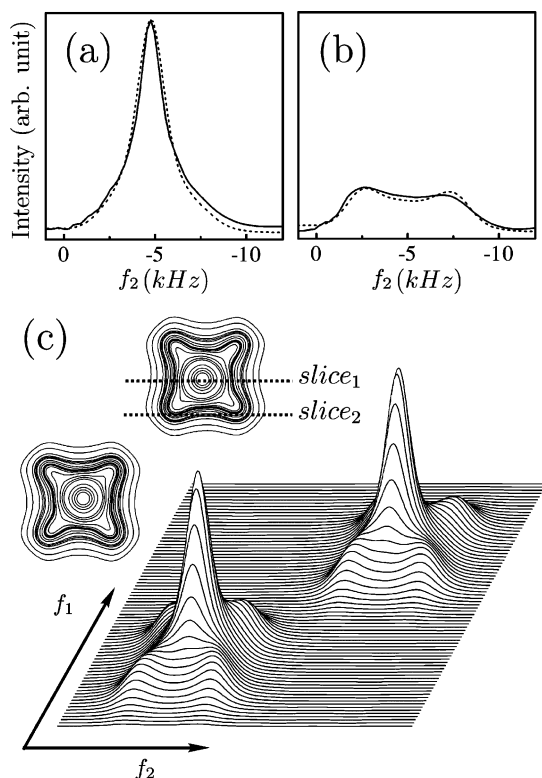 (a)
(b)
Intensity (arb. unit)
0 -5 -10 0 -5 -10
f₂(kHz) f₂(kHz)
(c)
slice₁
slice₂
f₁
f₂